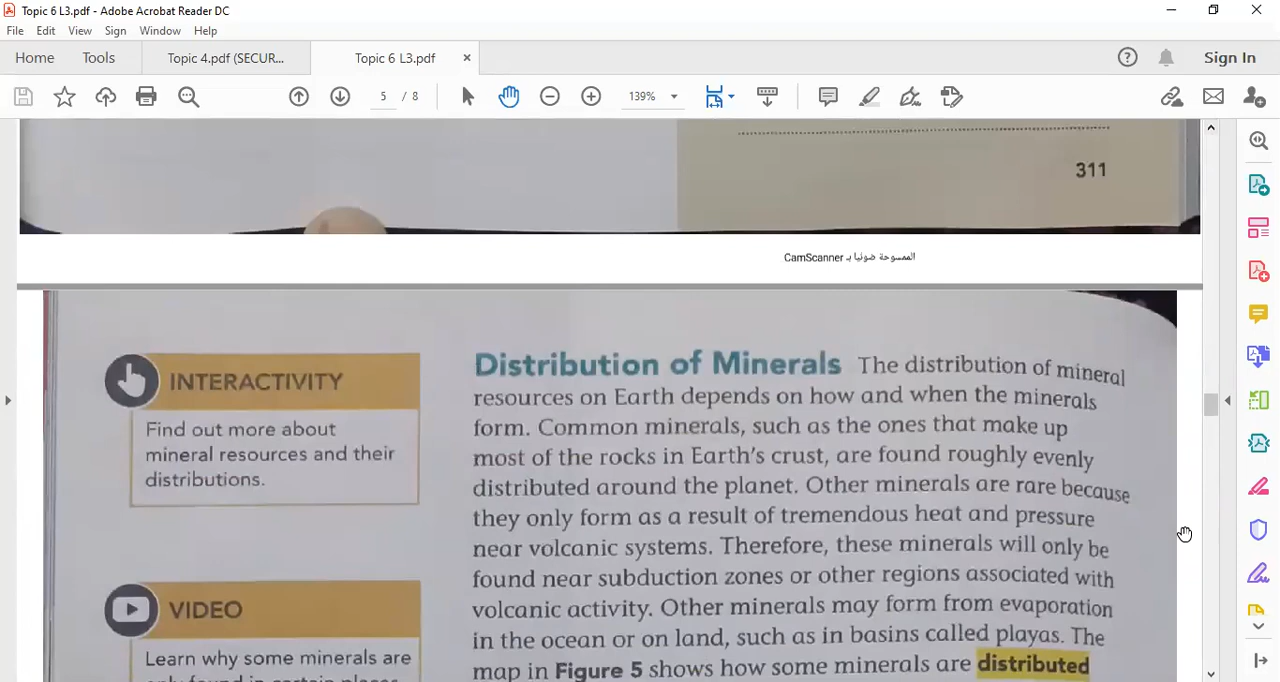 Topic 6 L3.pdf - Adobe Acrobat Reader DC
File Edit View Sign Window Help
Home Tools Topic 4.pdf (SECUR... Topic 6 L3.pdf × Sign In
5 / 8 139%
311
الممسوحة ضوئيا بـ CamScanner
INTERACTIVITY
Find out more about
mineral resources and their
distributions.
VIDEO
Learn why some minerals are
only found in certain places
Distribution of Minerals The distribution of mineral
resources on Earth depends on how and when the minerals
form. Common minerals, such as the ones that make up
most of the rocks in Earth's crust, are found roughly evenly
distributed around the planet. Other minerals are rare because
they only form as a result of tremendous heat and pressure
near volcanic systems. Therefore, these minerals will only be
found near subduction zones or other regions associated with
volcanic activity. Other minerals may form from evaporation
in the ocean or on land, such as in basins called playas. The
map in Figure 5 shows how some minerals are distributed